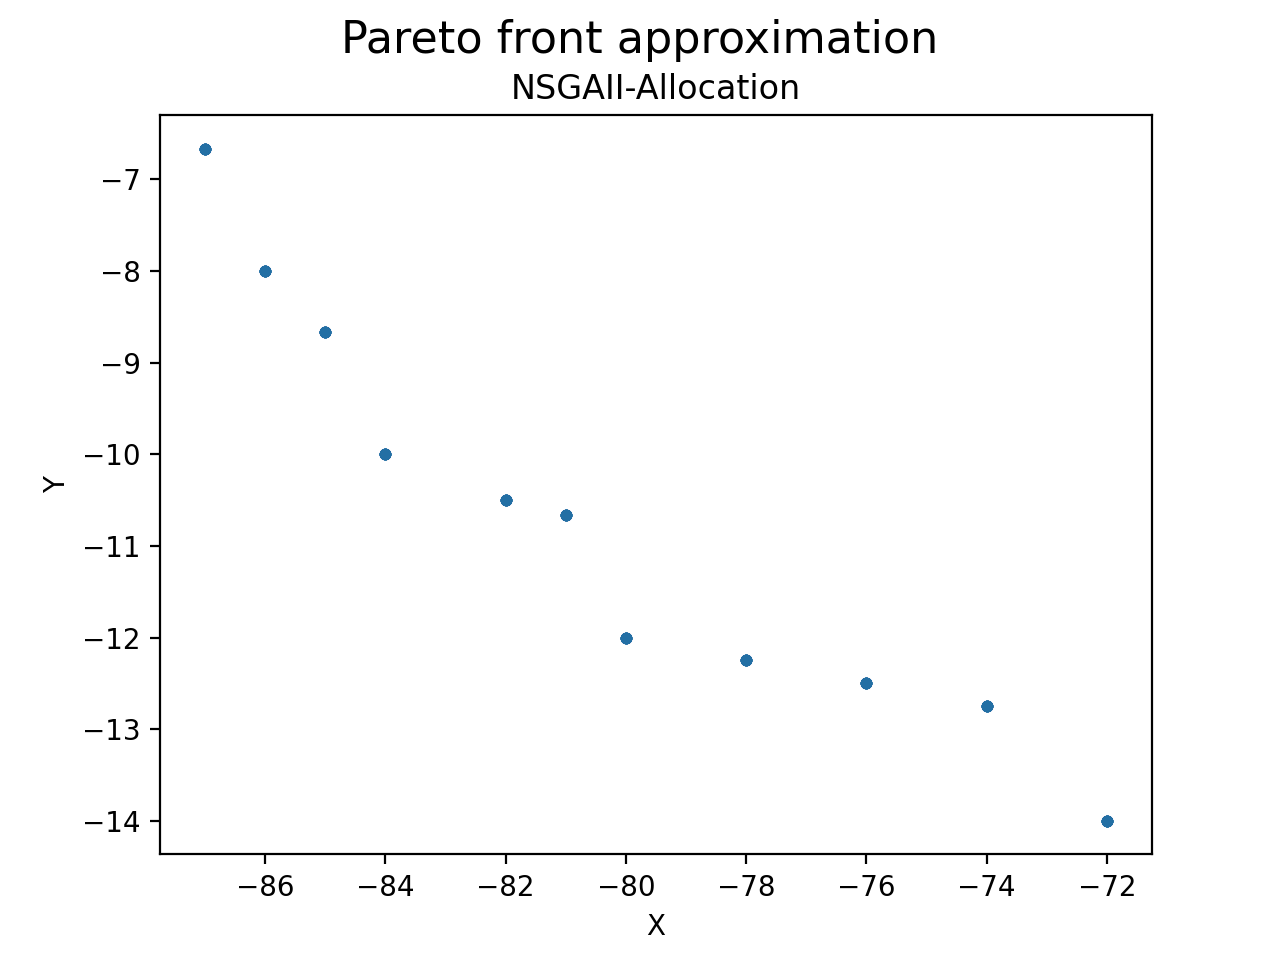 Pareto front approximation
NSGAII-Allocation
−7
−8
−9
−10
−11
−12
−13
−14
Y
−86 −84 −82 −80 −78 −76 −74 −72
X